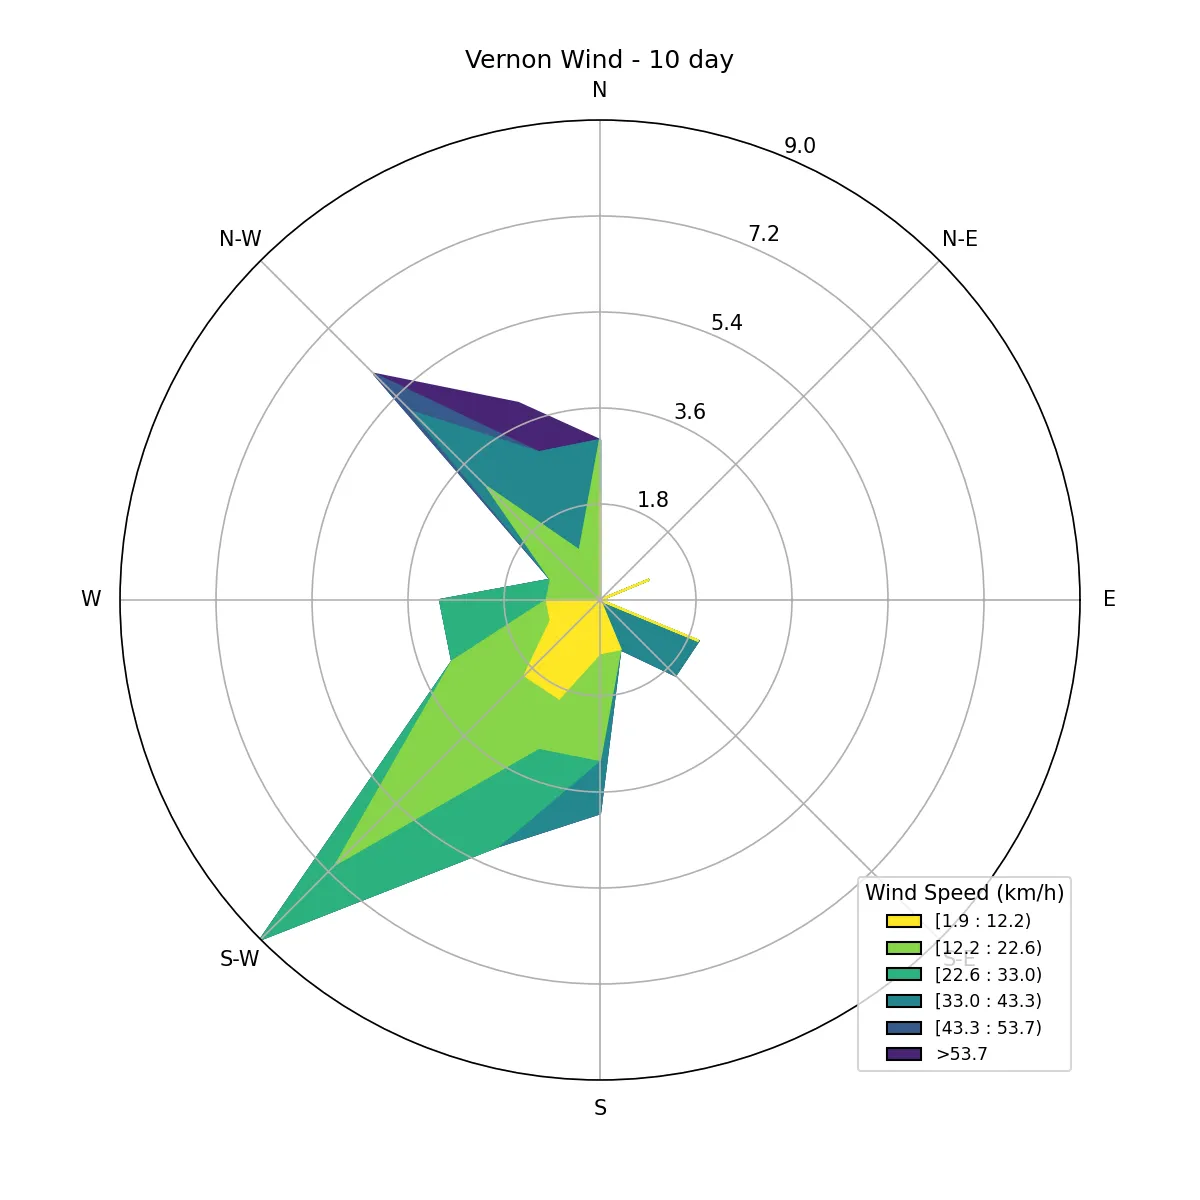 Vernon Wind - 10 day
N
9.0
N-W
N-E
7.2
5.4
3.6
1.8
W
E
Wind Speed (km/h)
[1.9 : 12.2)
[12.2 : 22.6)
S-W
S-E
[22.6 : 33.0)
[33.0 : 43.3)
[43.3 : 53.7)
>53.7
S